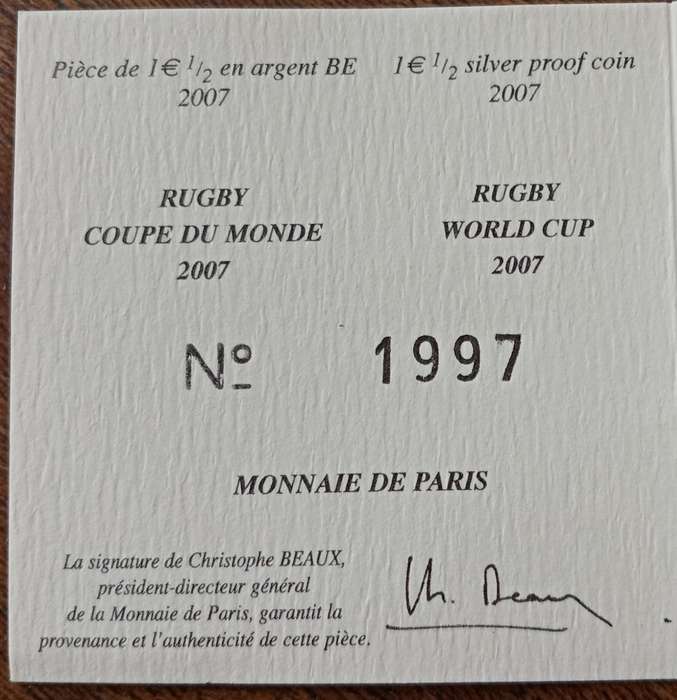 Pièce de 1€ 1/2 en argent BE
2007
1€ 1/2 silver proof coin
2007
RUGBY
COUPE DU MONDE
2007
RUGBY
WORLD CUP
2007
Nº 1997
MONNAIE DE PARIS
La signature de Christophe BEAUX,
président-directeur général
de la Monnaie de Paris, garantit la
provenance et l'authenticité de cette pièce.
Ch. Beaux